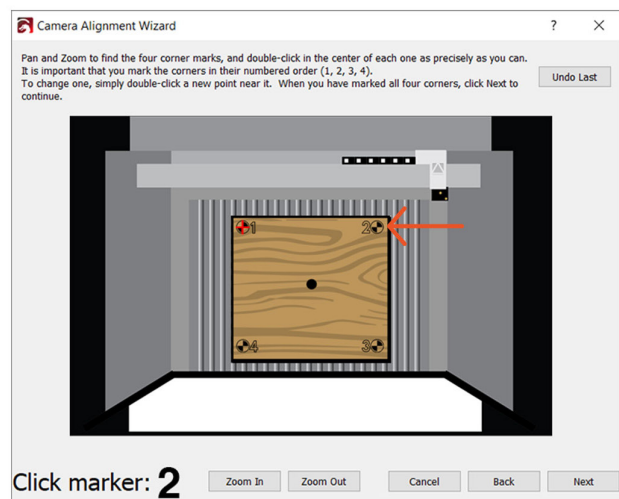 Camera Alignment Wizard
?
Pan and Zoom to find the four corner marks, and double-click in the center of each one as precisely as you can.
It is important that you mark the corners in their numbered order (1, 2, 3, 4).
To change one, simply double-click a new point near it. When you have marked all four corners, click Next to
continue.
Undo Last
1
2
4
3
Click marker: 2
Zoom In
Zoom Out
Cancel
Back
Next